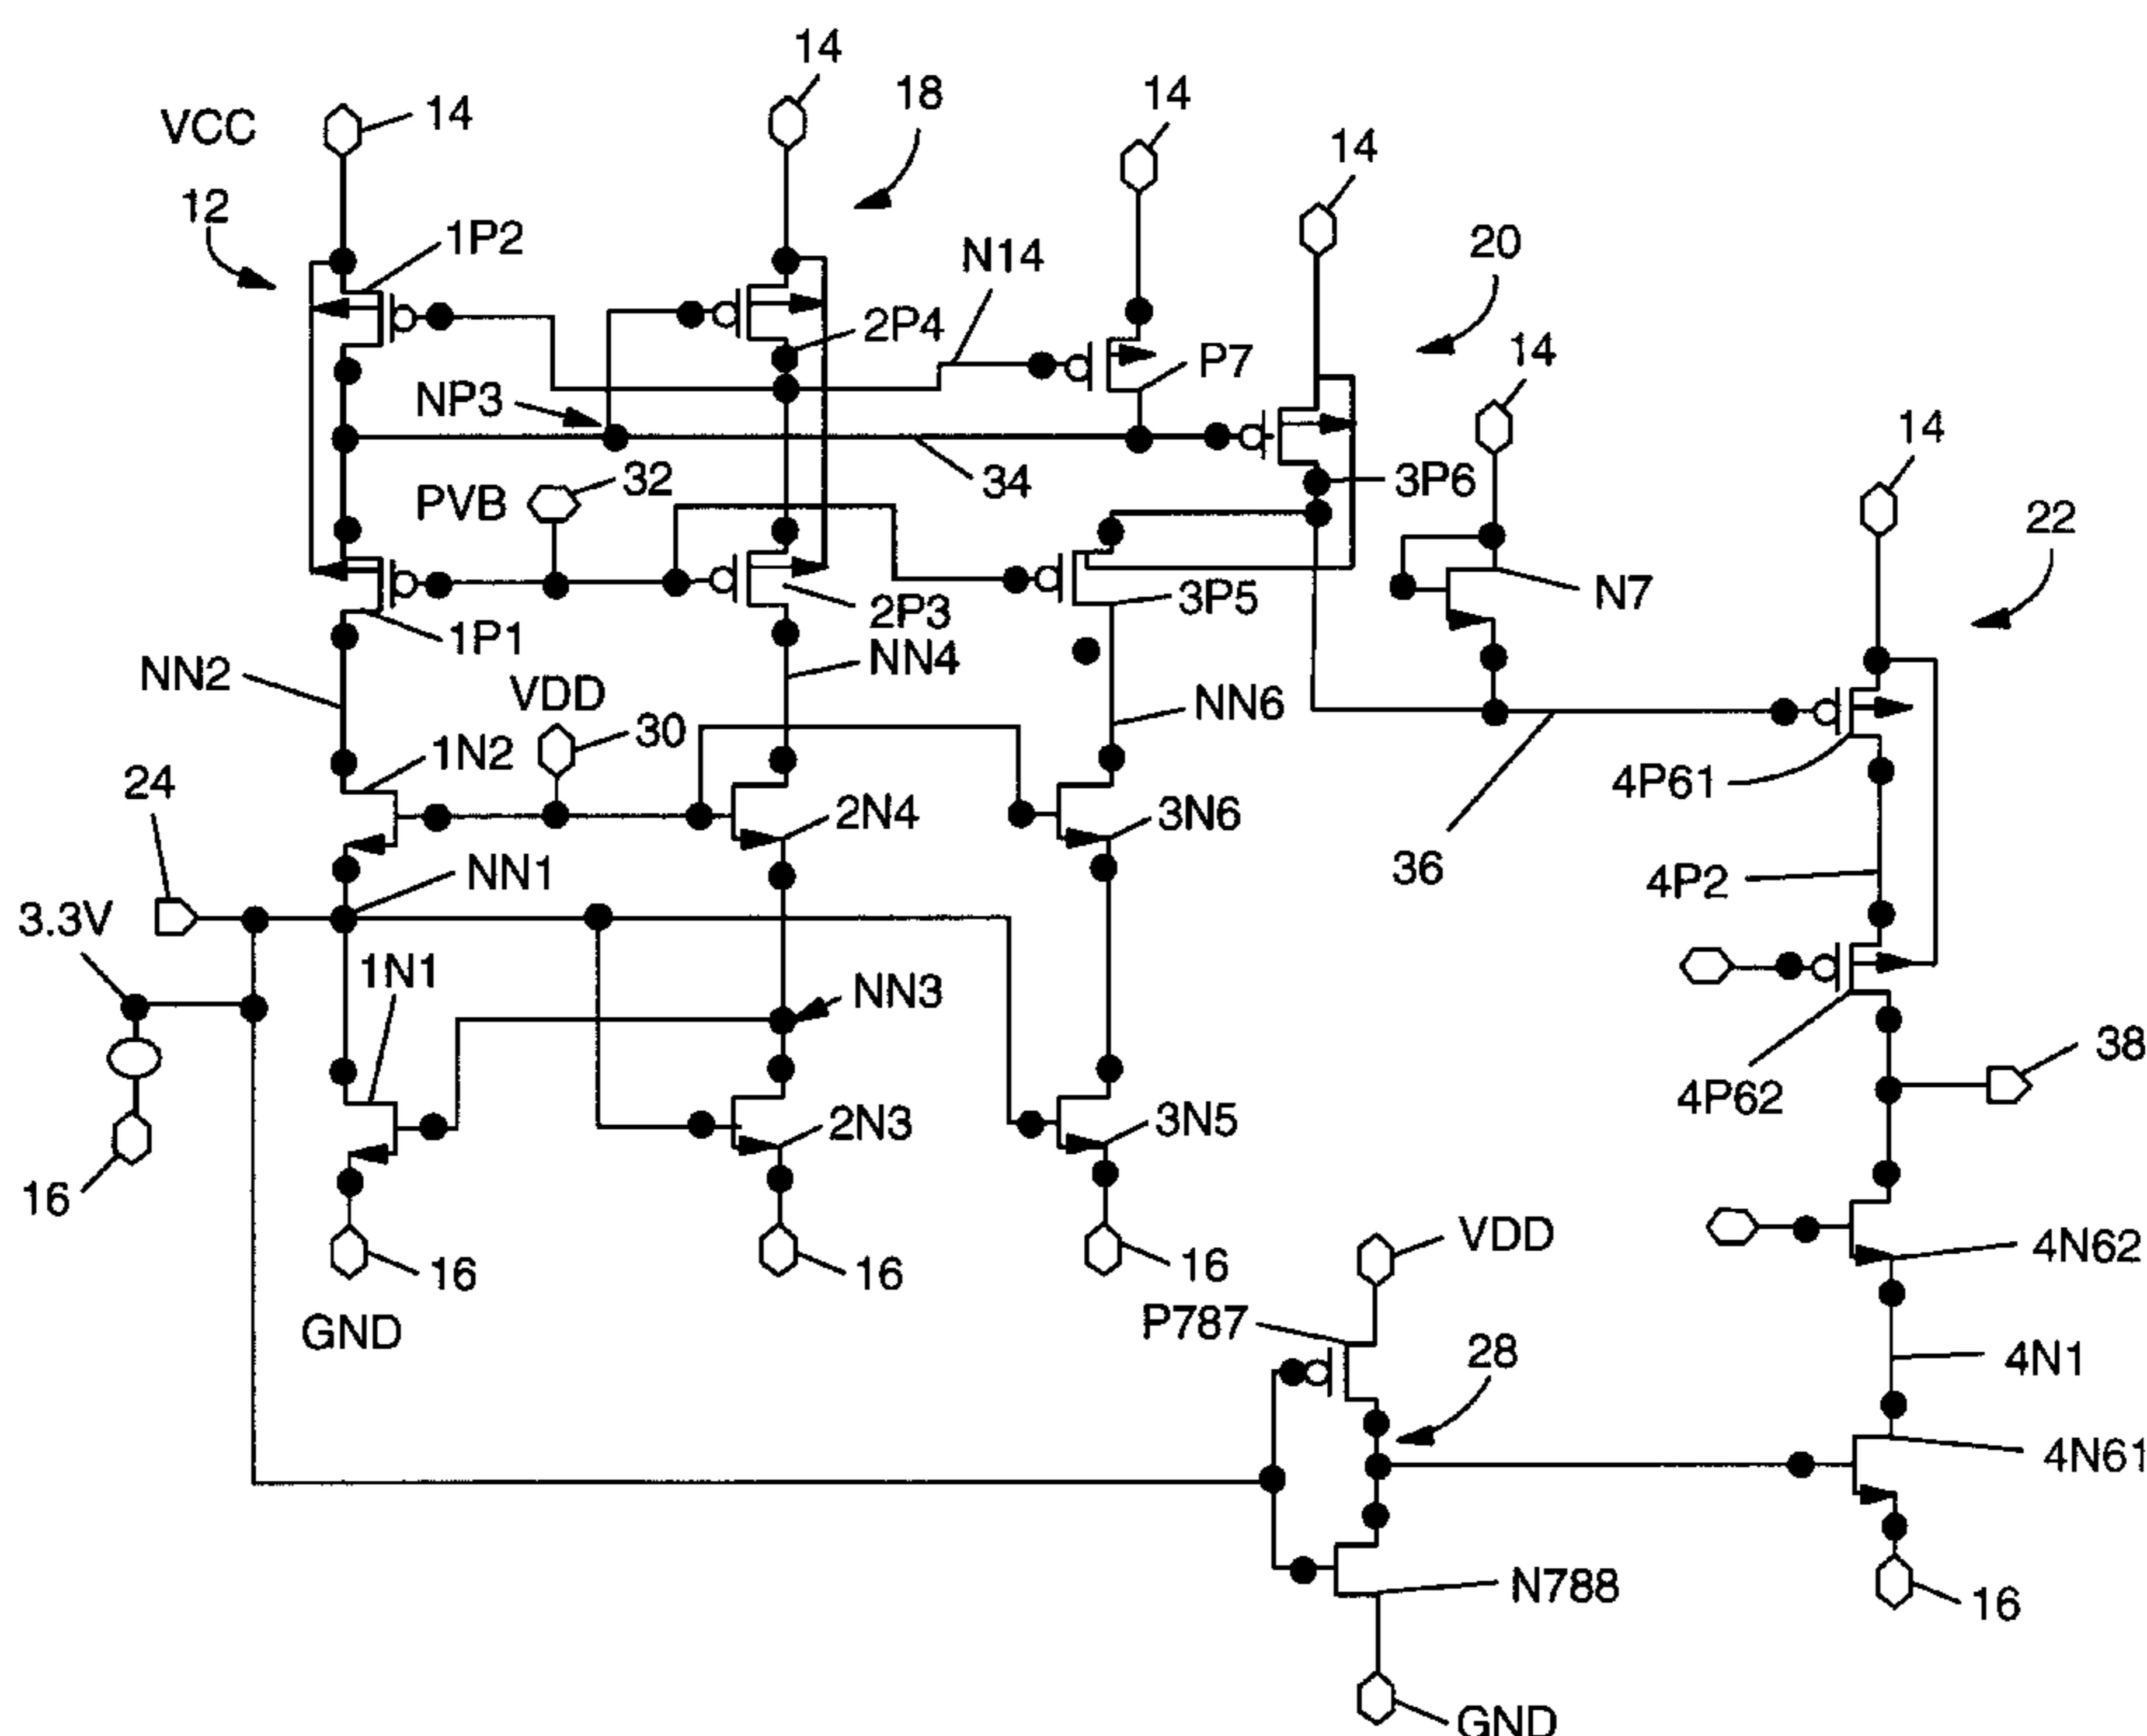 14
18
14
VCC
14
14
12
1P2
N14
20
2P4
14
P7
NP3
14
34
3P6
PVB
32
22
N7
2P3
3P5
1P1
NN4
NN2
VDD
NN6
30
1N2
4P61
24
2N4
3N6
36
NN1
4P2
3.3V
1N1
NN3
38
4P62
2N3
3N5
16
VDD
4N62
16
16
16
P787
GND
28
4N1
4N61
N788
16
GND